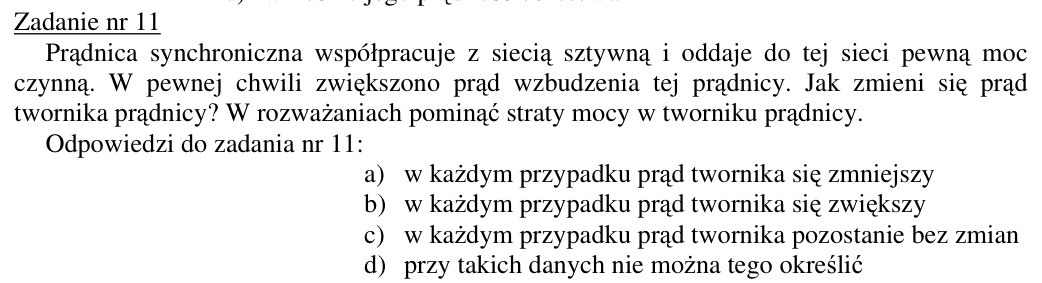 Zadanie nr 11
Prądnica synchroniczna współpracuje z siecią sztywną i oddaje do tej sieci pewną moc
czynną. W pewnej chwili zwiększono prąd wzbudzenia tej prądnicy. Jak zmieni się prąd
twornika prądnicy? W rozważaniach pominąć straty mocy w tworniku prądnicy.
Odpowiedzi do zadania nr 11:
a) w każdym przypadku prąd twornika się zmniejszy
b) w każdym przypadku prąd twornika się zwiększy
c) w każdym przypadku prąd twornika pozostanie bez zmian
d) przy takich danych nie można tego określić